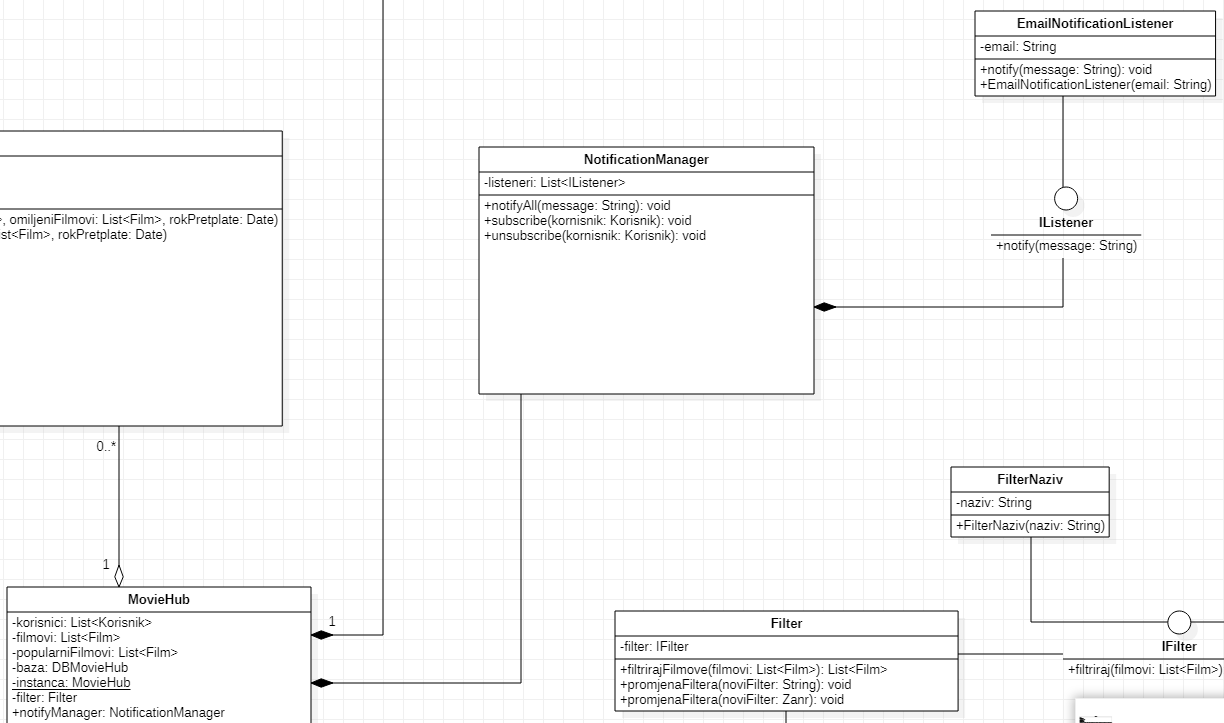 EmailNotificationListener
-email: String
+notify(message: String): void
+EmailNotificationListener(email: String)
>, omiljeniFilmovi: List<Film>, rokPretplate: Date)
st<Film>, rokPretplate: Date)
NotificationManager
-listeneri: List<IListener>
+notifyAll(message: String): void
+subscribe(kornisnik: Korisnik): void
+unsubscribe(kornisnik: Korisnik): void
IListener
+notify(message: String)
0..*
1
MovieHub
-korisnici: List<Korisnik>
-filmovi: List<Film>
-popularniFilmovi: List<Film>
-baza: DBMovieHub
-instanca: MovieHub
-filter: Filter
+notifyManager: NotificationManager
1
FilterNaziv
-naziv: String
+FilterNaziv(naziv: String)
Filter
-filter: IFilter
+filtrirajFilmove(filmovi: List<Film>): List<Film>
+promjenaFiltera(noviFilter: String): void
+promjenaFiltera(noviFilter: Zanr): void
IFilter
+filtriraj(filmovi: List<Film>)